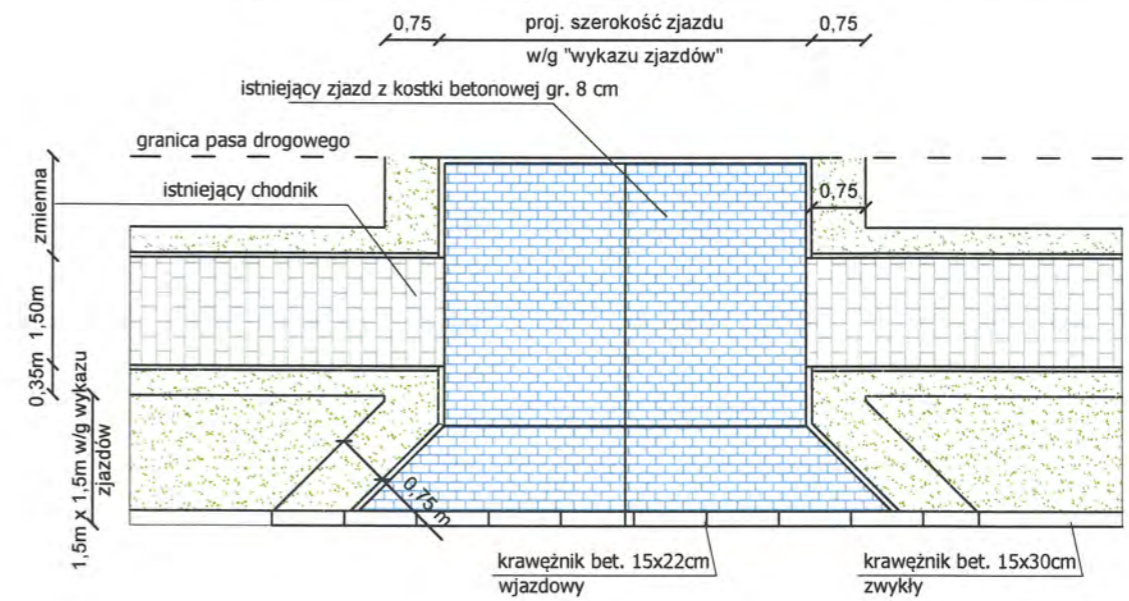 0,75
proj. szerokość zjazdu
0,75
w/g "wykazu zjazdów"
istniejący zjazd z kostki betonowej gr. 8 cm
granica pasa drogowego
istniejący chodnik
0,75
zmienna
1,50m
0,35m
1,5m x 1,5m w/g wykazu
zjazdów
0,75 m
krawężnik bet. 15x22cm
wjazdowy
krawężnik bet. 15x30cm
zwykły